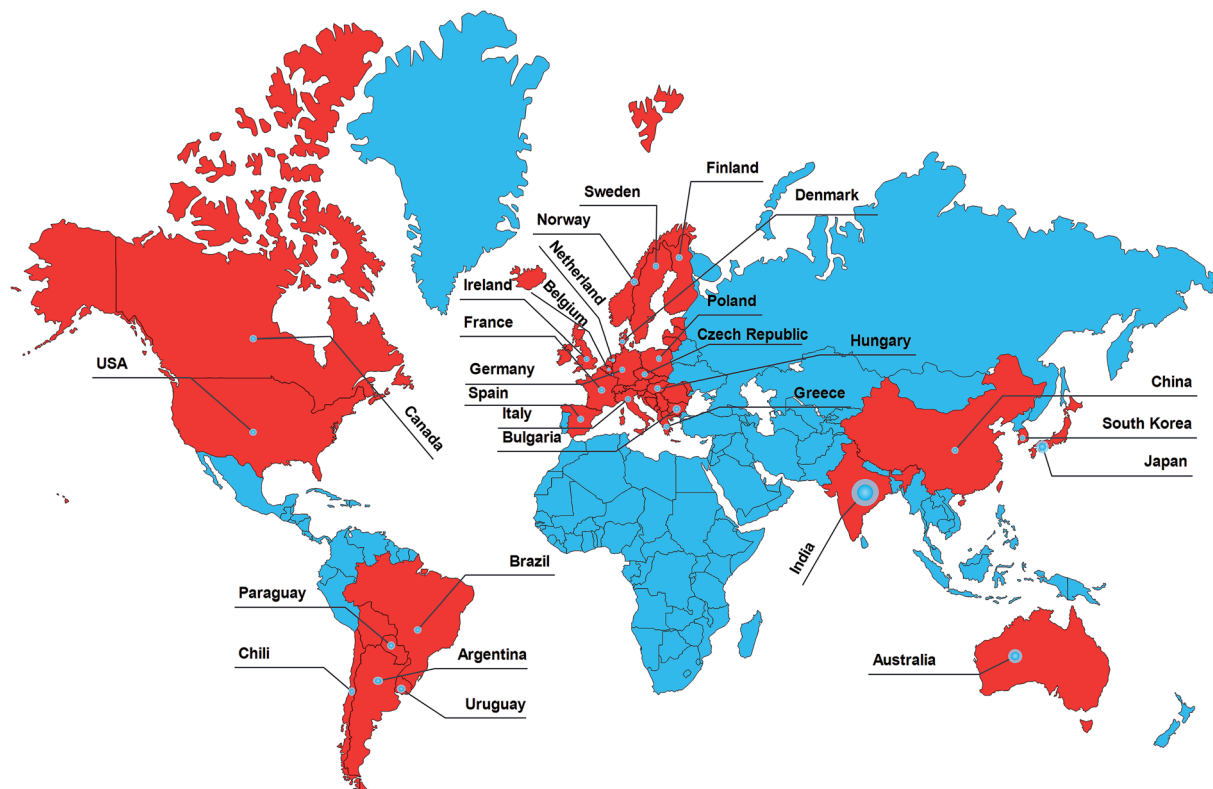 Finland
Sweden
Denmark
Norway
Netherland
Ireland
Belgium
Poland
France
Czech Republic
Hungary
USA
Germany
China
Spain
Greece
Canada
Italy
South Korea
Bulgaria
Japan
India
Brazil
Paraguay
Chili
Argentina
Australia
Uruguay